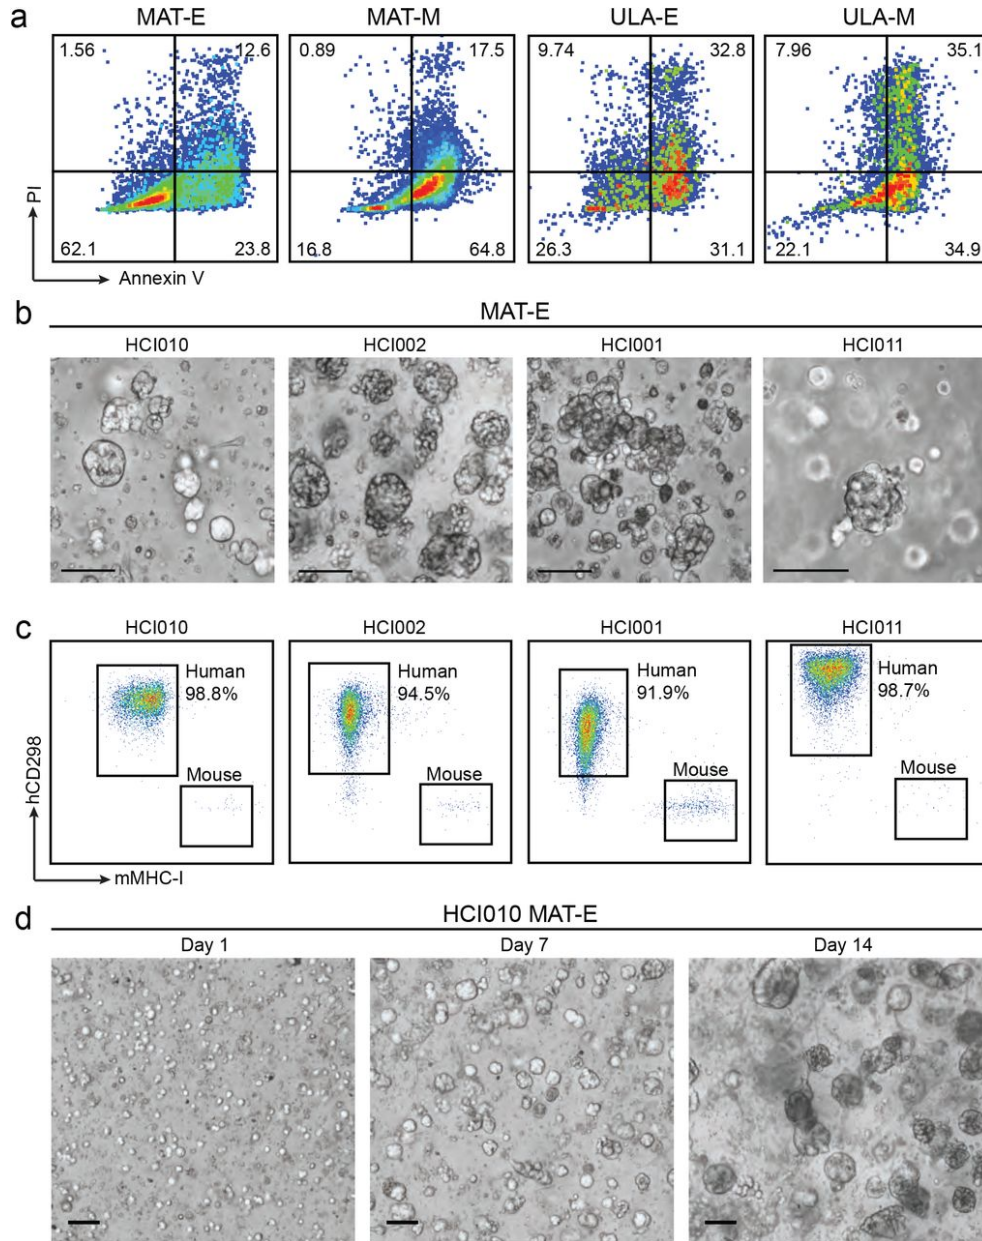 a
MAT-E MAT-M ULA-E ULA-M
1.56 12.6 0.89 17.5 9.74 32.8 7.96 35.1
62.1 23.8 16.8 64.8 26.3 31.1 22.1 34.9
PI
Annexin V
b
MAT-E
HCI010 HCI002 HCI001 HCI011
c
HCI010 HCI002 HCI001 HCI011
Human Human Human Human
98.8% 94.5% 91.9% 98.7%
Mouse Mouse Mouse Mouse
hCD298
mMHC-I
d
HCI010 MAT-E
Day 1 Day 7 Day 14